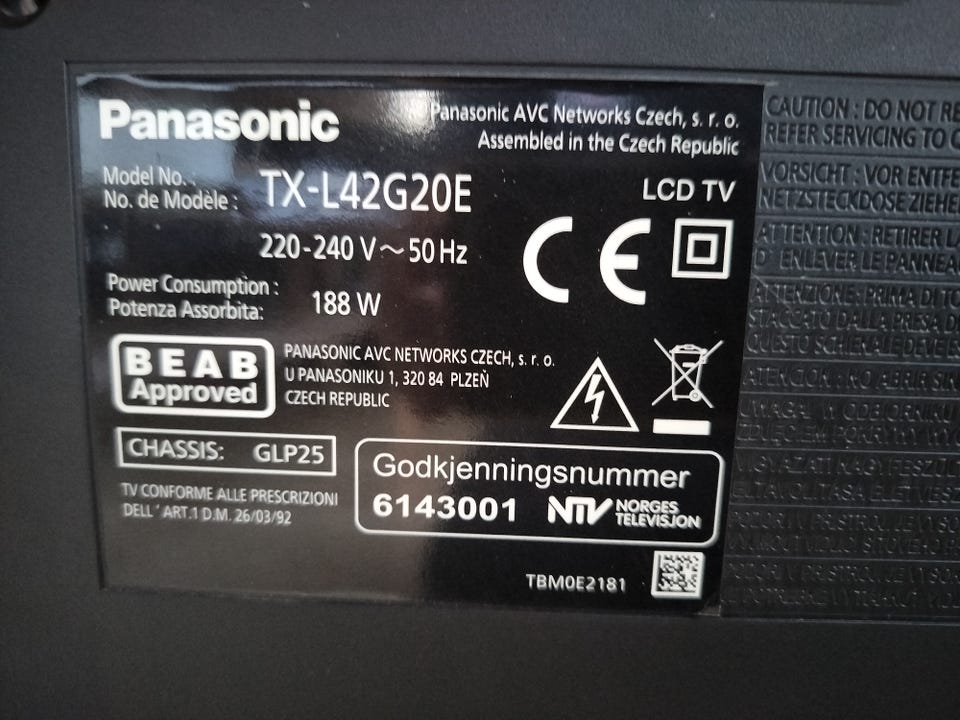 Panasonic
Panasonic AVC Networks Czech, s. r. o.
Assembled in the Czech Republic
Model No. :
No. de Modèle :
TX-L42G20E
LCD TV
220-240 V～50 Hz
CE
Power Consumption :
Potenza Assorbita:
188 W
BEAB
Approved
PANASONIC AVC NETWORKS CZECH, s. r. o.
U PANASONIKU 1, 320 84 PLZEŇ
CZECH REPUBLIC
CHASSIS: GLP25
TV CONFORME ALLE PRESCRIZIONI
DELL ' ART.1 D.M. 26/03/92
Godkjenningsnummer
6143001
NTV NORGES
TELEVISJON
TBM0E2181
CAUTION : DO NOT RE
REFER SERVICING TO
VORSICHT : VOR ENTFE
NETZSTECKDOSE ZIEHE
ATTENTION : RETIRER LA
D' ENLEVER LE PANNEA
ATTENZIONE : PRIMA DI TO
STACCATO DALLA PRESA D